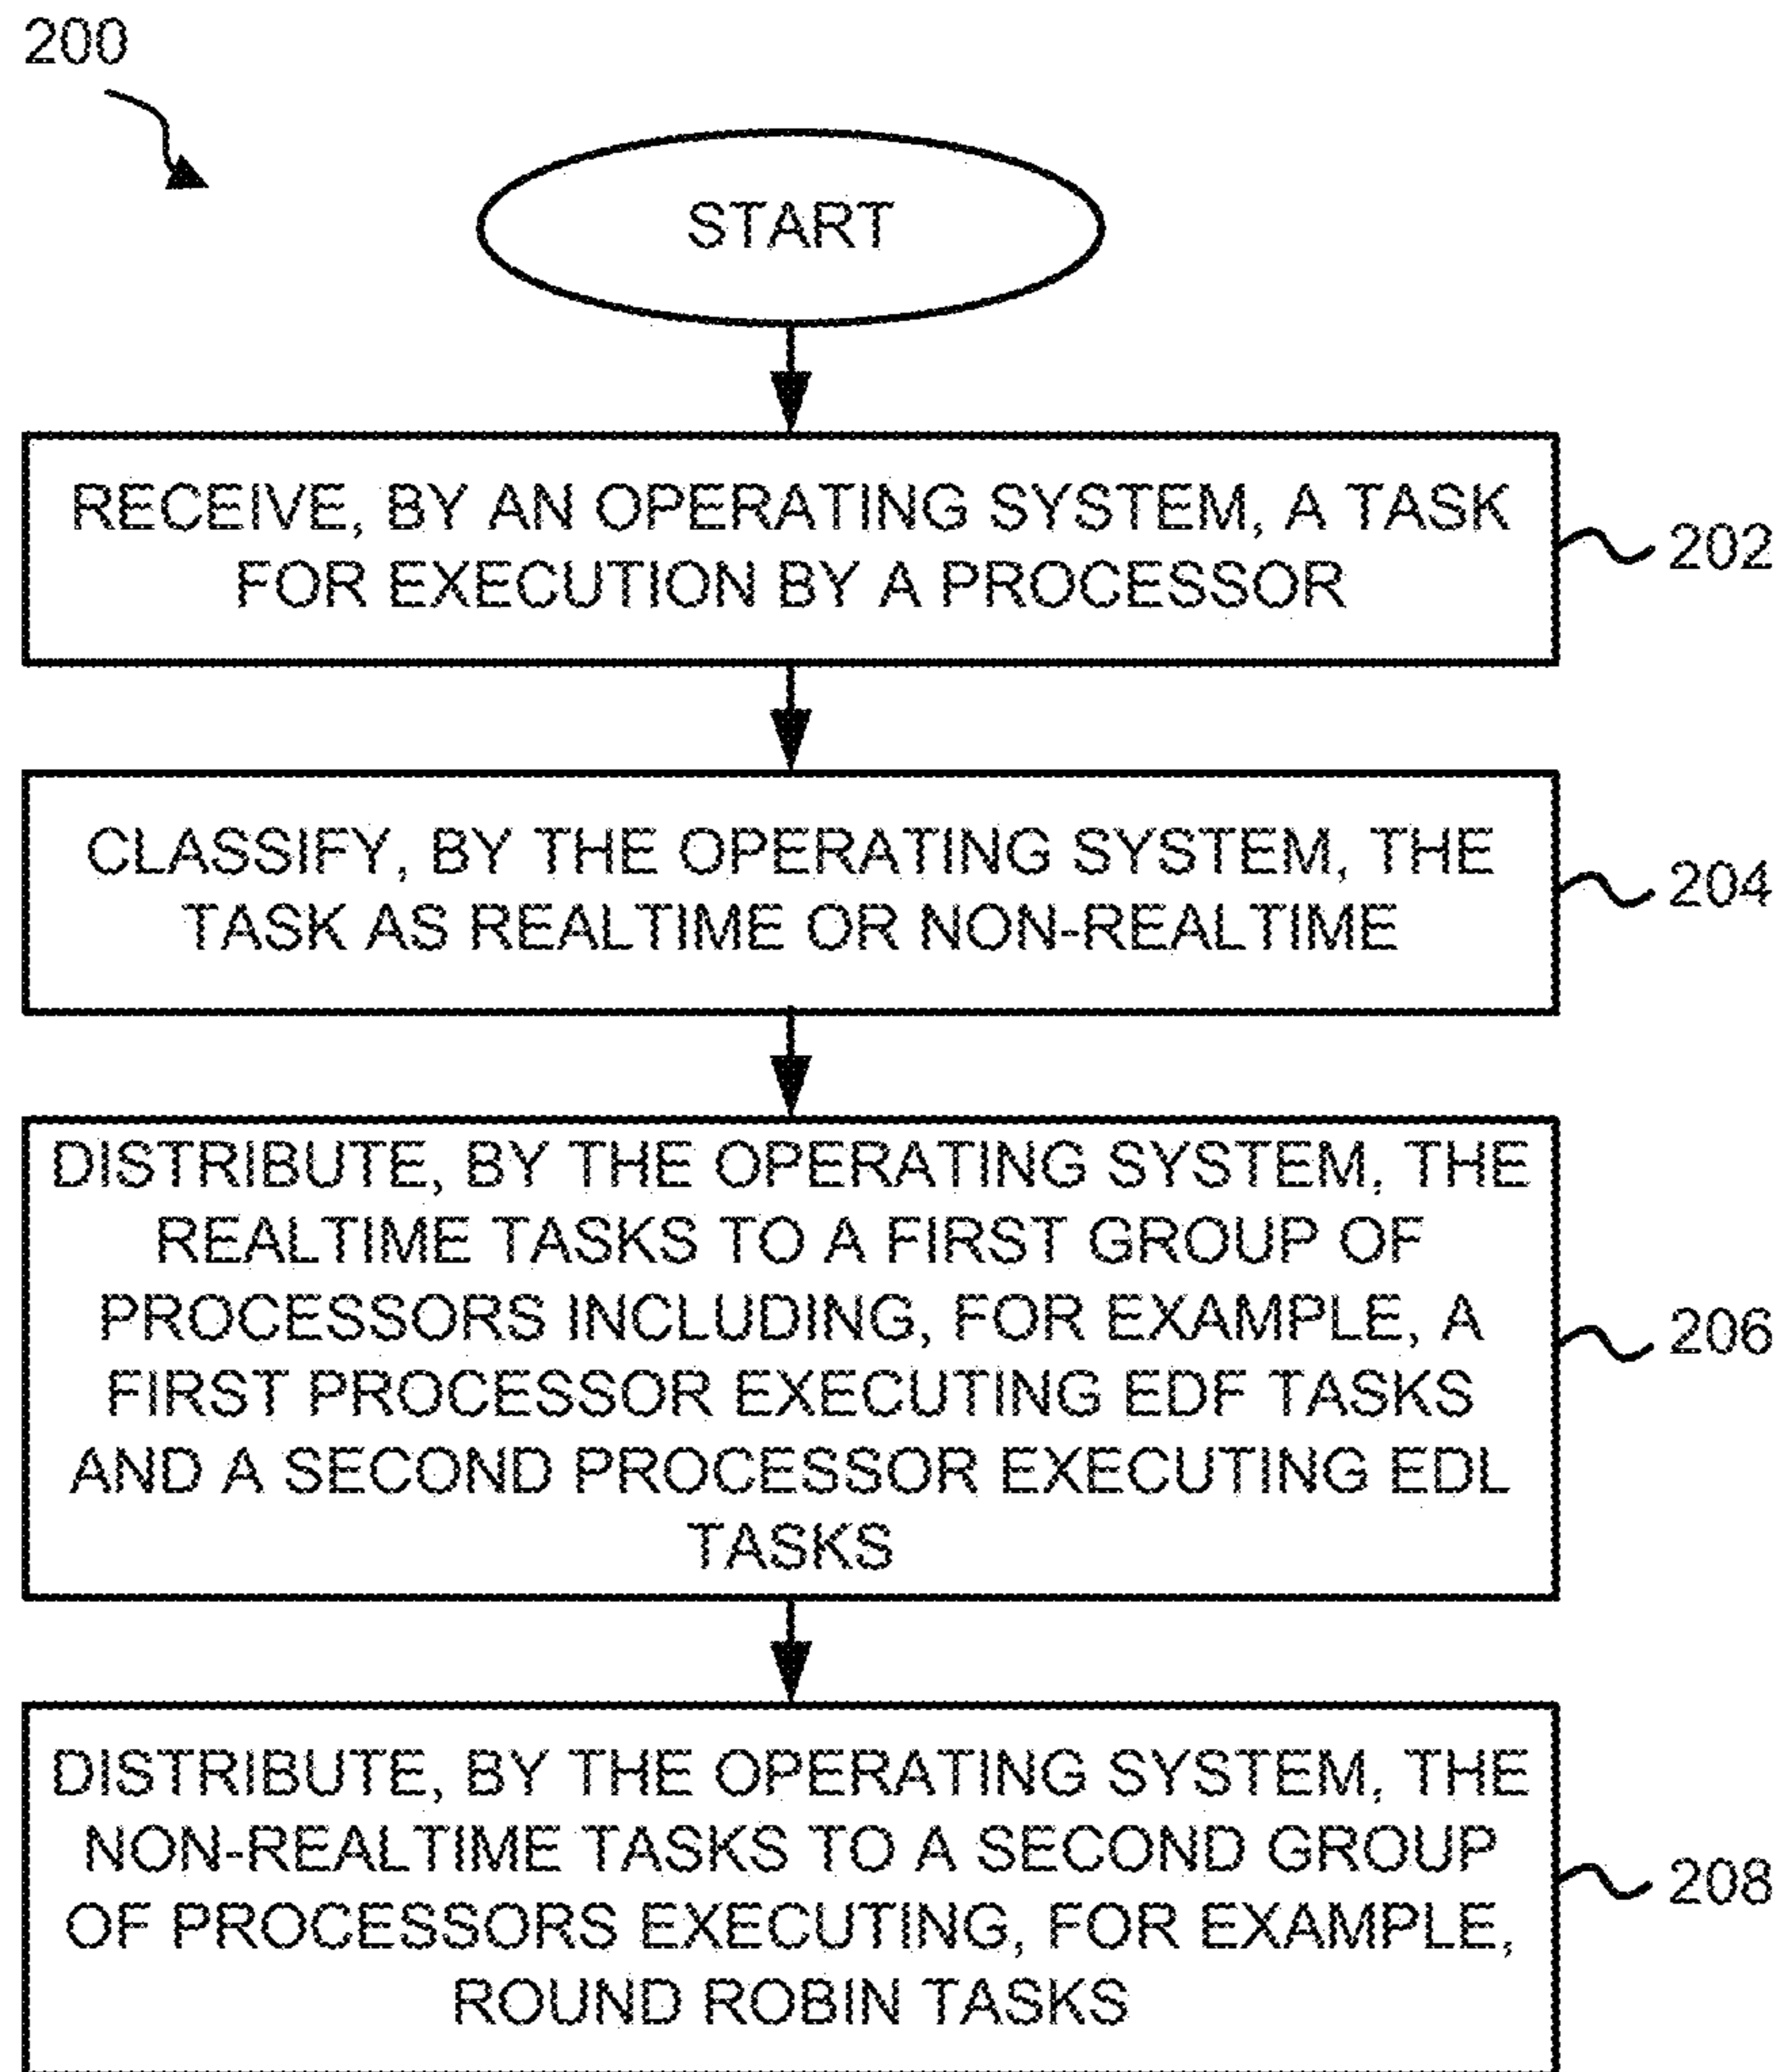 200
START
RECEIVE, BY AN OPERATING SYSTEM, A TASK
FOR EXECUTION BY A PROCESSOR
202
CLASSIFY, BY THE OPERATING SYSTEM, THE
TASK AS REALTIME OR NON-REALTIME
204
DISTRIBUTE, BY THE OPERATING SYSTEM, THE
REALTIME TASKS TO A FIRST GROUP OF
PROCESSORS INCLUDING, FOR EXAMPLE, A
FIRST PROCESSOR EXECUTING EDF TASKS
AND A SECOND PROCESSOR EXECUTING EDL
TASKS
206
DISTRIBUTE, BY THE OPERATING SYSTEM, THE
NON-REALTIME TASKS TO A SECOND GROUP
OF PROCESSORS EXECUTING, FOR EXAMPLE,
ROUND ROBIN TASKS
208